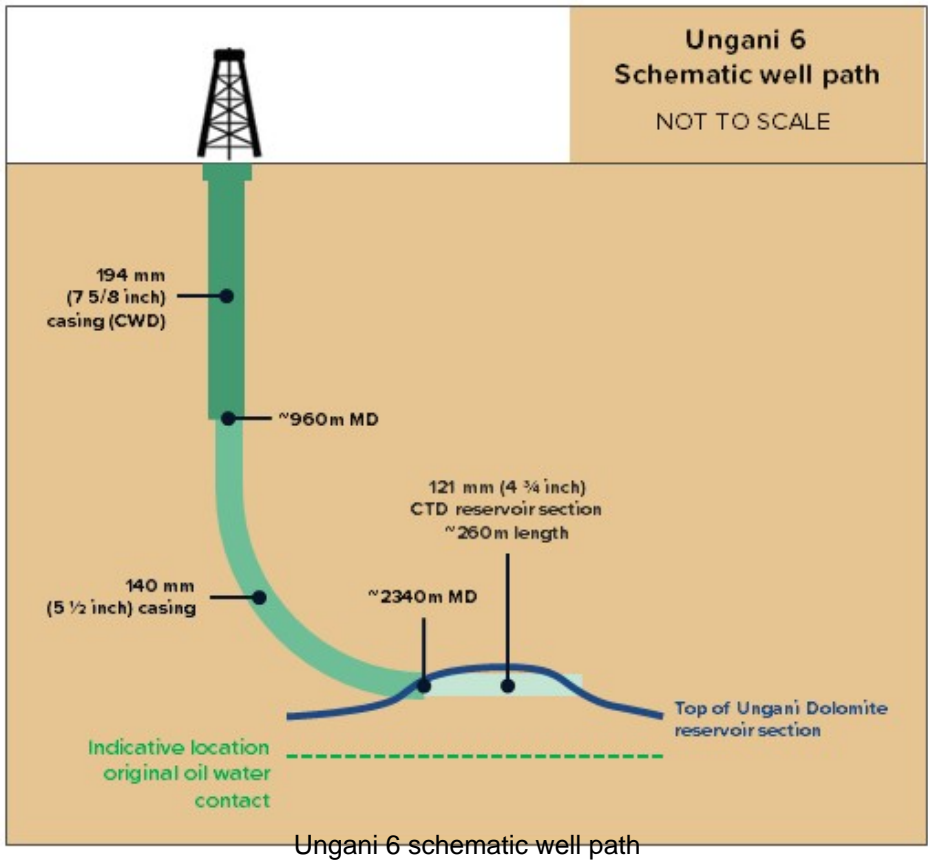 Ungani 6
Schematic well path
NOT TO SCALE
194 mm
(7 5/8 inch)
casing (CWD)
~960m MD
121 mm (4 ¾ inch)
CTD reservoir section
~260m length
140 mm
(5 ½ inch) casing
~2340m MD
Top of Ungani Dolomite
reservoir section
Indicative location
original oil water
contact
Ungani 6 schematic well path